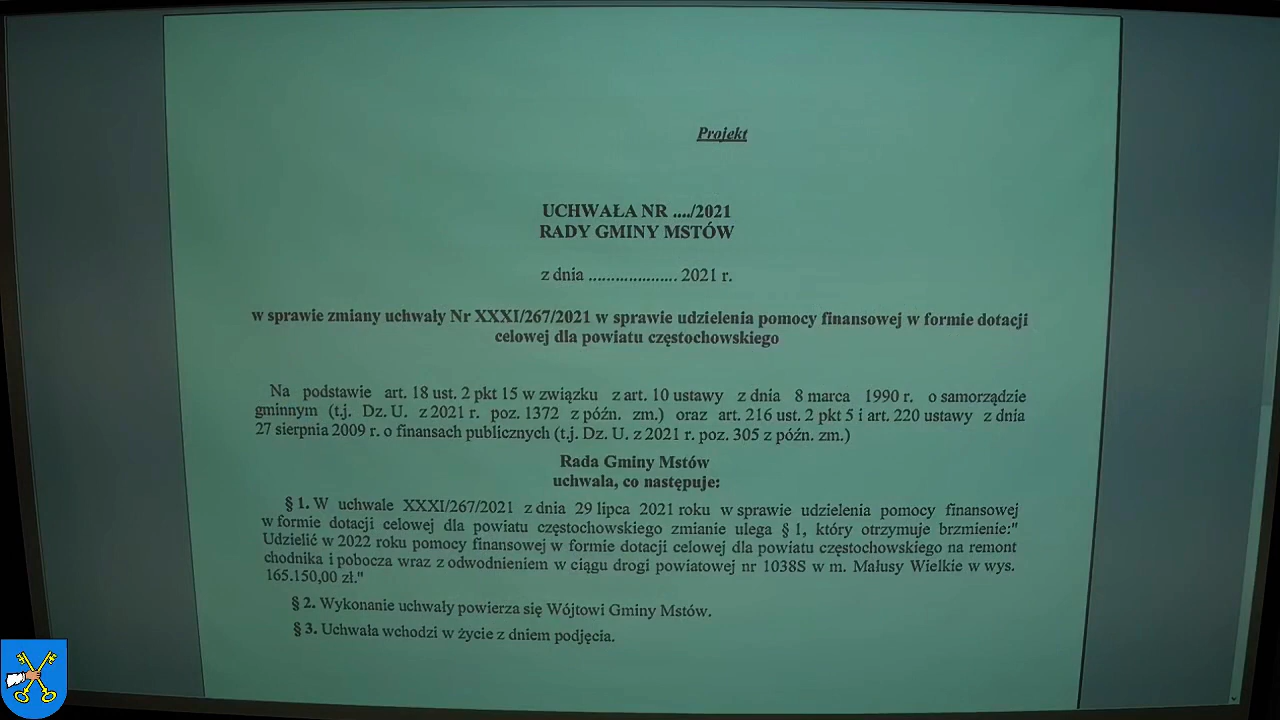 Projekt
UCHWAŁA NR ..../2021
RADY GMINY MSTÓW
z dnia .................... 2021 r.
w sprawie zmiany uchwały Nr XXXI/267/2021 w sprawie udzielenia pomocy finansowej w formie dotacji
celowej dla powiatu częstochowskiego
Na podstawie art. 18 ust. 2 pkt 15 w związku z art. 10 ustawy z dnia 8 marca 1990 r. o samorządzie
gminnym (t.j. Dz. U. z 2021 r. poz. 1372 z późn. zm.) oraz art. 216 ust. 2 pkt 5 i art. 220 ustawy z dnia
27 sierpnia 2009 r. o finansach publicznych (t.j. Dz. U. z 2021 r. poz. 305 z późn. zm.)
Rada Gminy Mstów
uchwala, co następuje:
§ 1. W uchwale XXXI/267/2021 z dnia 29 lipca 2021 roku w sprawie udzielenia pomocy finansowej
w formie dotacji celowej dla powiatu częstochowskiego zmianie ulega § 1, który otrzymuje brzmienie:"
Udzielić w 2022 roku pomocy finansowej w formie dotacji celowej dla powiatu częstochowskiego na remont
chodnika i pobocza wraz z odwodnieniem w ciągu drogi powiatowej nr 1038S w m. Małusy Wielkie w wys.
165.150,00 zł."
§ 2. Wykonanie uchwały powierza się Wójtowi Gminy Mstów.
§ 3. Uchwała wchodzi w życie z dniem podjęcia.